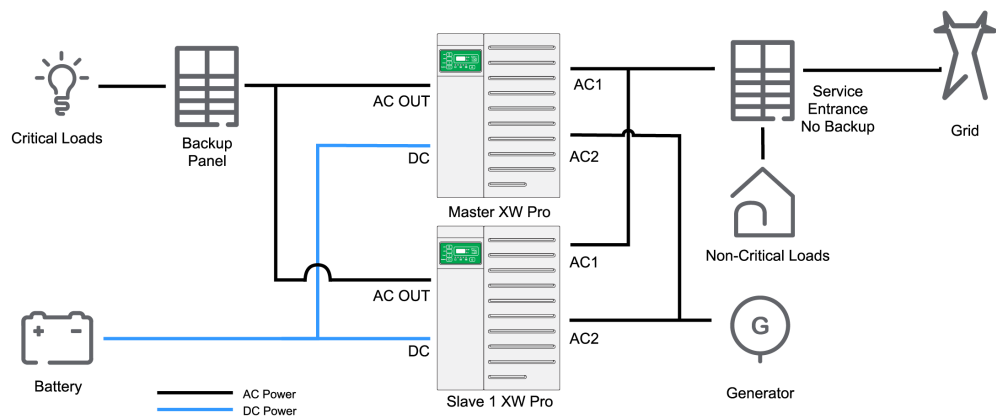 AC OUT
AC1
Service
Entrance
No Backup
Critical Loads
Backup
Panel
Grid
DC
AC2
Master XW Pro
Non-Critical Loads
AC OUT
AC1
+ -
DC
AC2
G
Battery
Generator
AC Power
DC Power
Slave 1 XW Pro